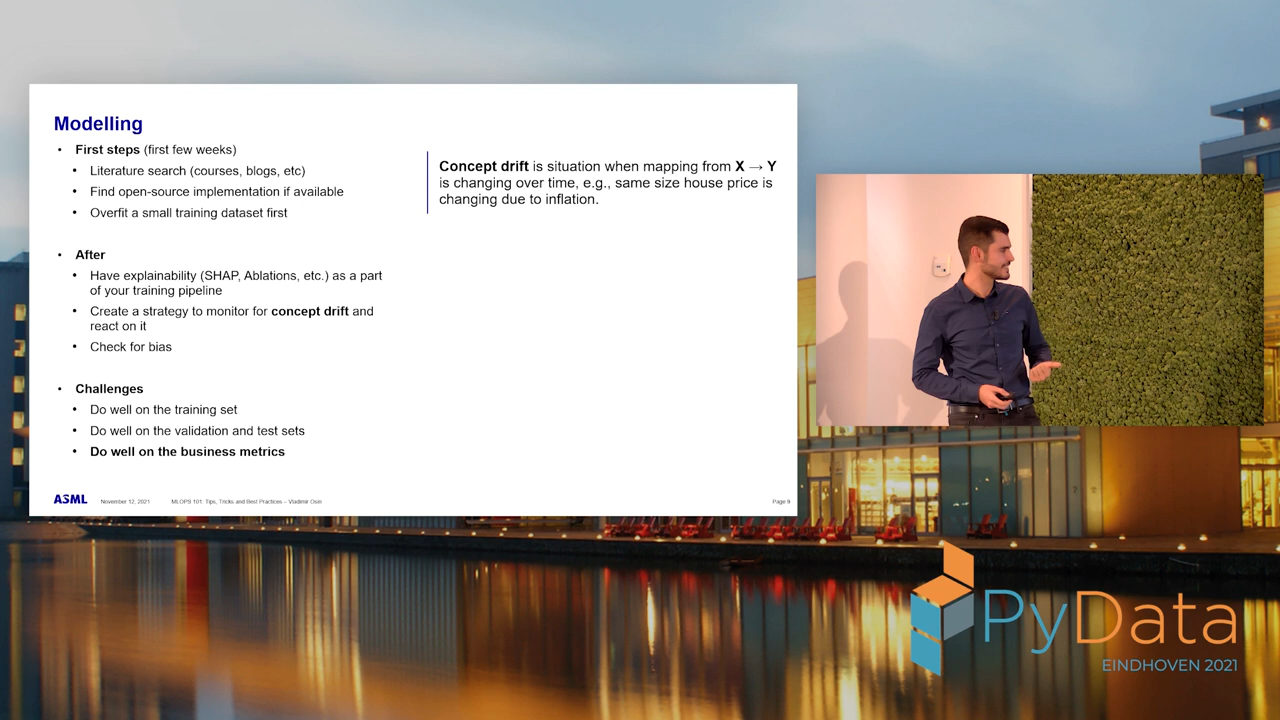 Modelling
• First steps (first few weeks)
• Literature search (courses, blogs, etc)
• Find open-source implementation if available
• Overfit a small training dataset first
• After
• Have explainability (SHAP, Ablations, etc.) as a part
of your training pipeline
• Create a strategy to monitor for concept drift and
react on it
• Check for bias
• Challenges
• Do well on the training set
• Do well on the validation and test sets
• Do well on the business metrics
Concept drift is situation when mapping from X → Y
is changing over time, e.g., same size house price is
changing due to inflation.
ASML
November 12, 2021
MLOPS 101: Tips, Tricks and Best Practices – Vladimir Osin
Page 9
PyData
EINDHOVEN 2021